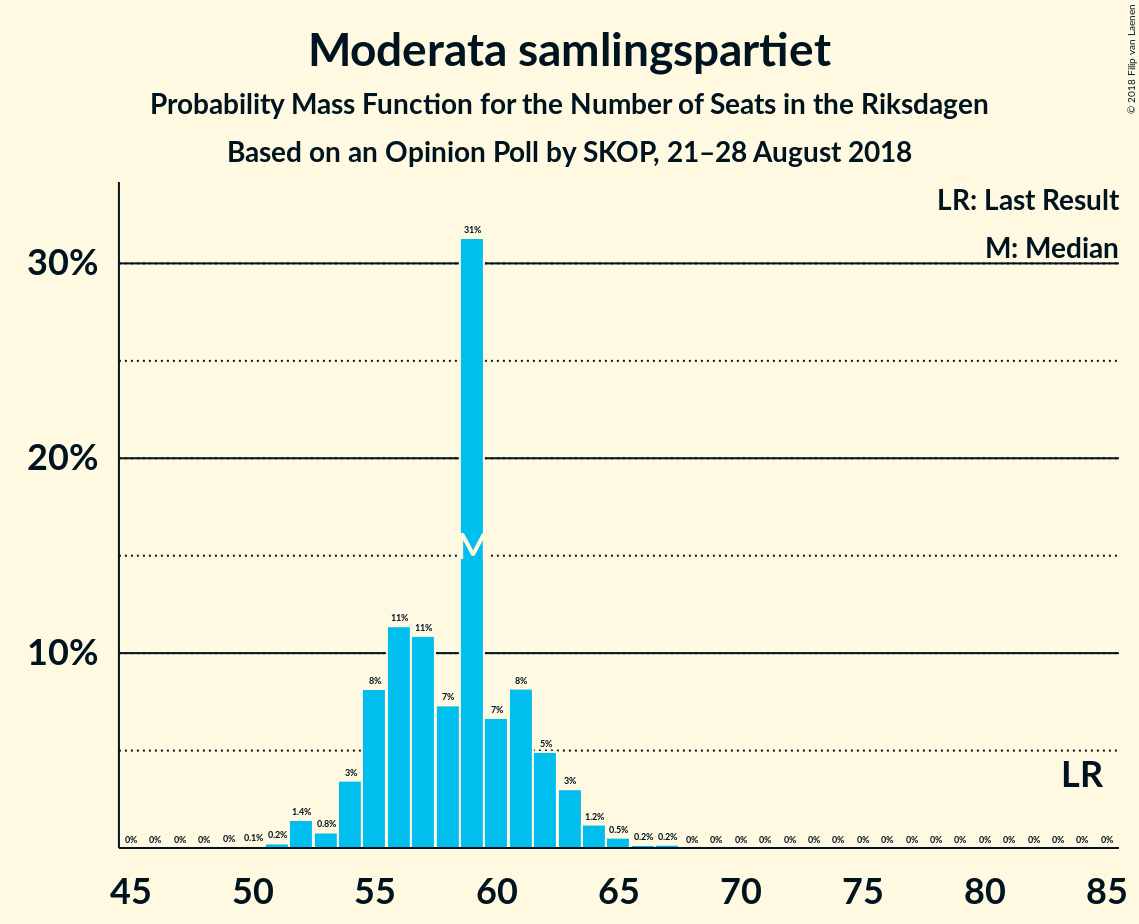 Moderata samlingspartiet
Probability Mass Function for the Number of Seats in the Riksdagen
Based on an Opinion Poll by SKOP, 21–28 August 2018
© 2018 Filip van Laenen
LR: Last Result
M: Median
30%
20%
10%
0% 0% 0% 0% 0% 0.1% 0.2% 1.4% 0.8% 3% 8% 11% 11% 7% 31% 7% 8% 5% 3% 1.2% 0.5% 0.2% 0.2% 0% 0% 0% 0% 0% 0% 0% 0% 0% 0% 0% 0% 0% 0% 0% 0% 0% 0%
M
LR
45 50 55 60 65 70 75 80 85